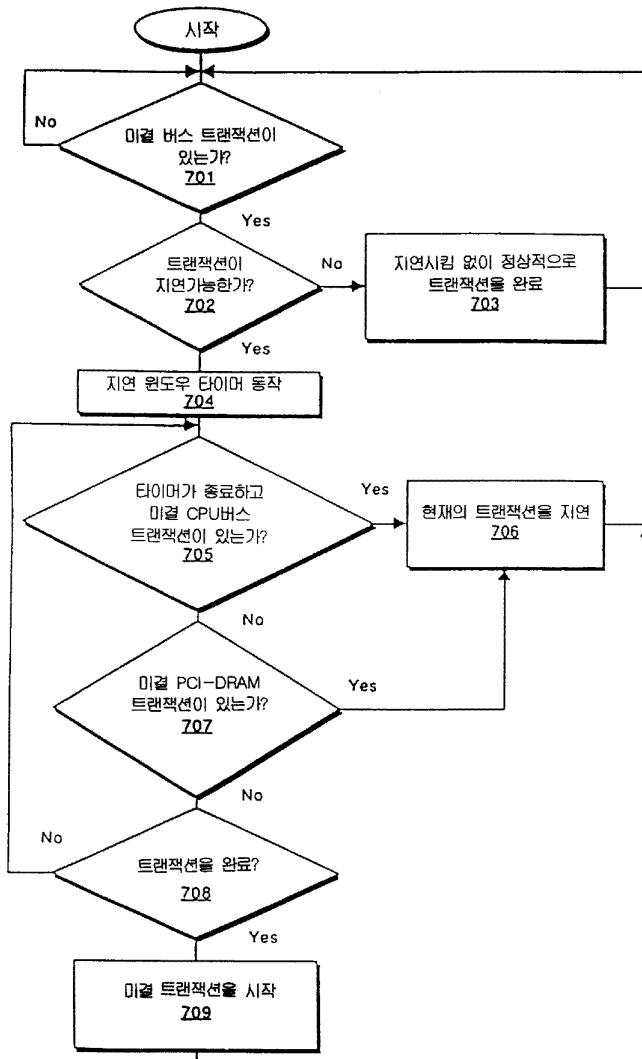 시작
No
미결 버스 트랜잭션이
있는가?
701
Yes
트랜잭션이
지연가능한가?
702
No
지연시킴 없이 정상적으로
트랜잭션을 완료
703
Yes
지연 윈도우 타이머 동작
704
타이머가 종료하고
미결 CPU버스
트랜잭션이 있는가?
705
Yes
현재의 트랜잭션을 지연
706
No
미결 PCI-DRAM
트랜잭션이 있는가?
707
Yes
No
No
트랜잭션을 완료?
708
Yes
미결 트랜잭션을 시작
709